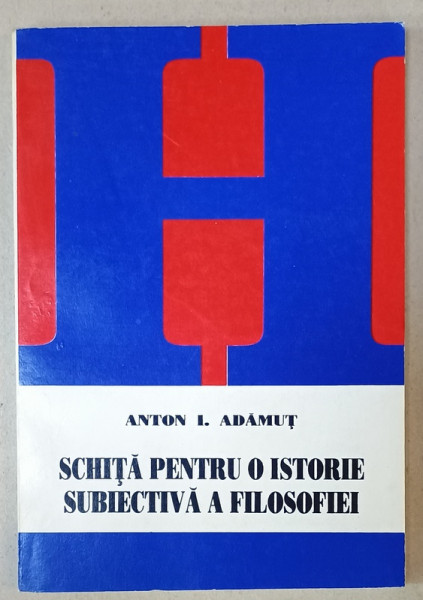 ANTON I. ADĂMUŢ
SCHIŢĂ PENTRU O ISTORIE
SUBIECTIVĂ A FILOSOFIEI